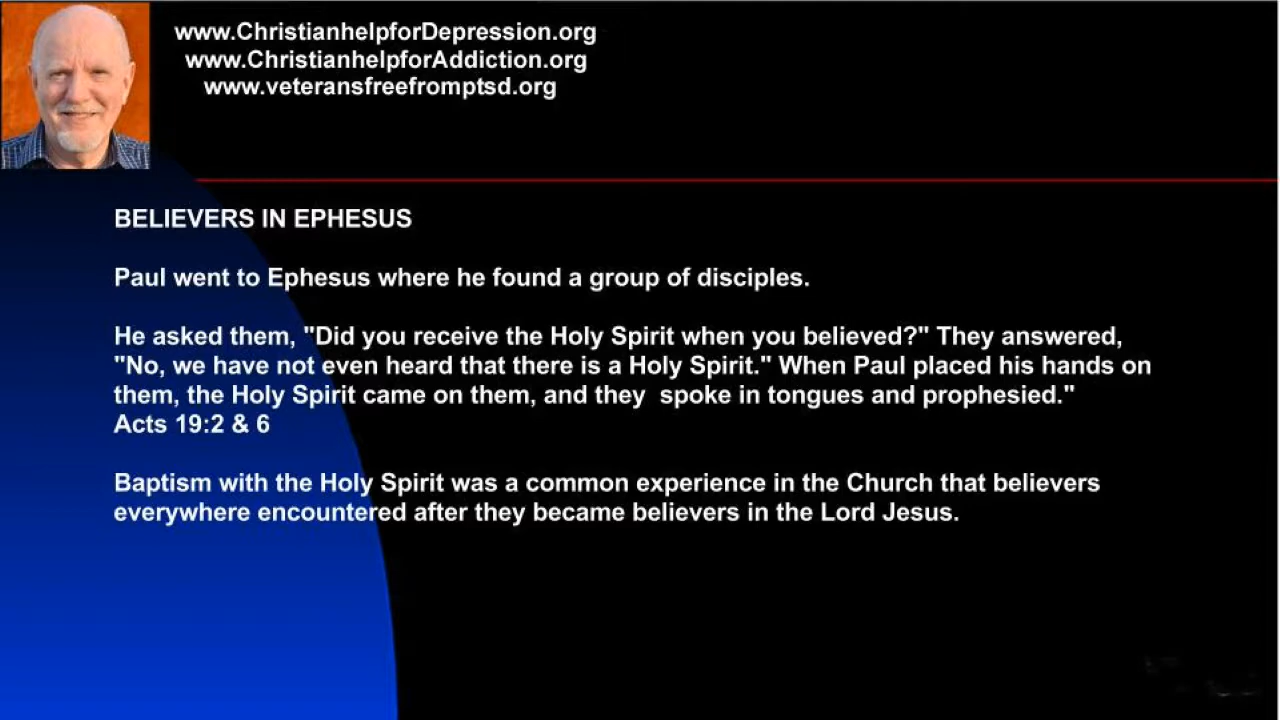 www.ChristianhelpforDepression.org
www.ChristianhelpforAddiction.org
www.veteransfreefromptsd.org
BELIEVERS IN EPHESUS
Paul went to Ephesus where he found a group of disciples.
He asked them, "Did you receive the Holy Spirit when you believed?" They answered,
"No, we have not even heard that there is a Holy Spirit." When Paul placed his hands on
them, the Holy Spirit came on them, and they  spoke in tongues and prophesied."
Acts 19:2 & 6
Baptism with the Holy Spirit was a common experience in the Church that believers
everywhere encountered after they became believers in the Lord Jesus.